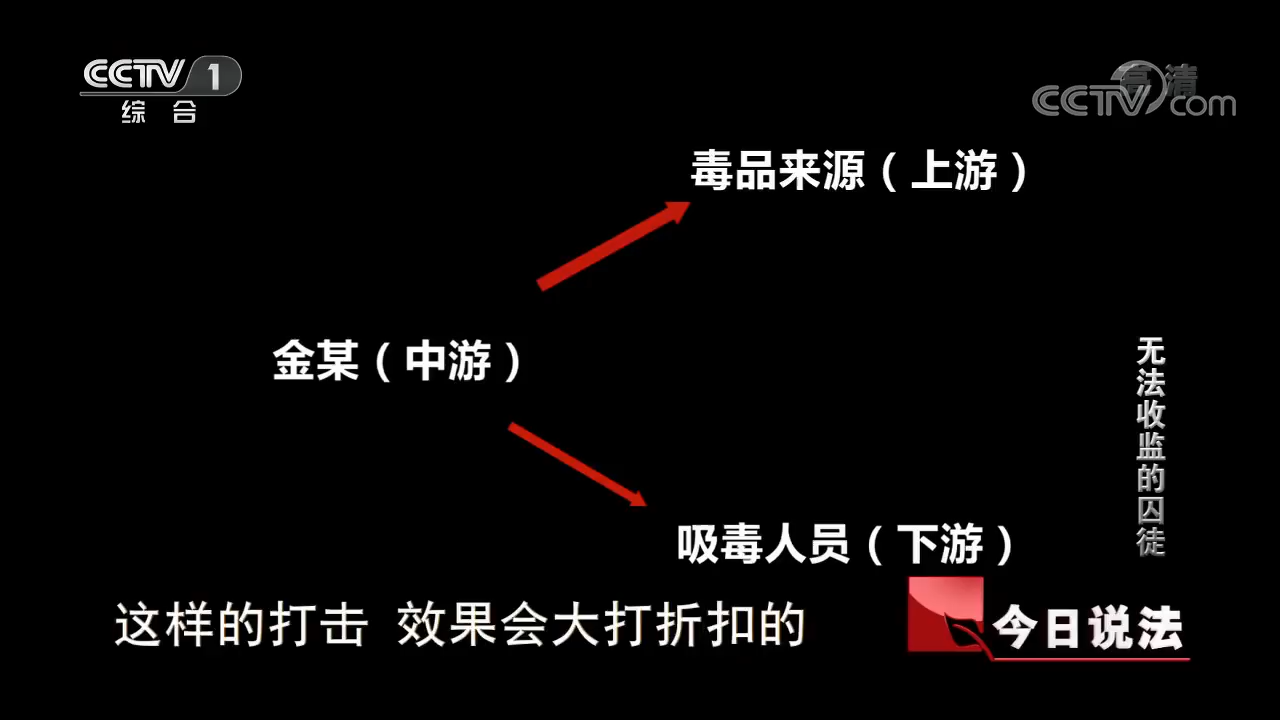 CCTV 1
综合
高清
CCTV.com
毒品来源（上游）
金某（中游）
无法收监的囚徒
吸毒人员（下游）
这样的打击 效果会大打折扣的
今日说法